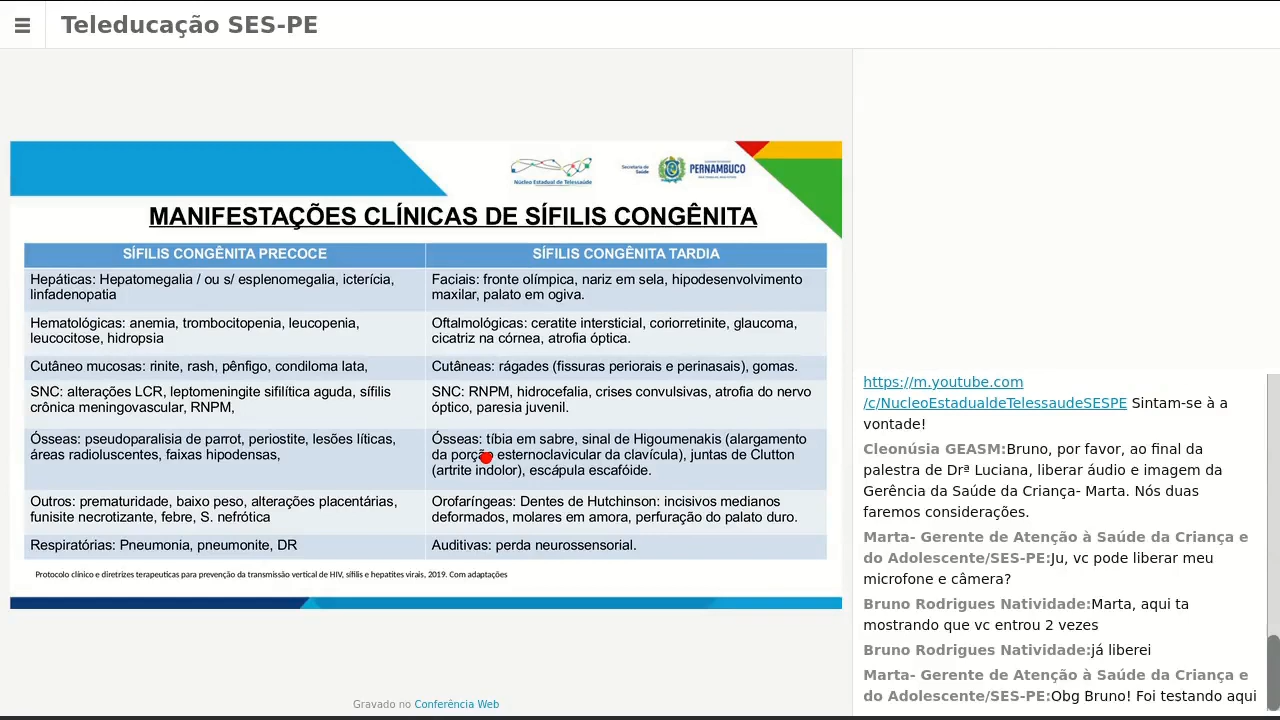 Teleducação SES-PE
Núcleo Estadual de Telessaúde
Secretaria de
Saúde
PERNAMBUCO
MANIFESTAÇÕES CLÍNICAS DE SÍFILIS CONGÊNITA
SÍFILIS CONGÊNITA PRECOCE
SÍFILIS CONGÊNITA TARDIA
Hepáticas: Hepatomegalia / ou s/ esplenomegalia, icterícia,
linfadenopatia
Faciais: fronte olímpica, nariz em sela, hipodesenvolvimento
maxilar, palato em ogiva.
Hematológicas: anemia, trombocitopenia, leucopenia,
leucocitose, hidropsia
Oftalmológicas: ceratite intersticial, coriorretinite, glaucoma,
cicatriz na córnea, atrofia óptica.
Cutâneo mucosas: rinite, rash, pênfigo, condiloma lata,
Cutâneas: rágades (fissuras periorais e perinasais), gomas.
SNC: alterações LCR, leptomeningite sifilítica aguda, sífilis
crônica meningovascular, RNPM,
SNC: RNPM, hidrocefalia, crises convulsivas, atrofia do nervo
óptico, paresia juvenil.
Ósseas: pseudoparalisia de parrot, periostite, lesões líticas,
áreas radioluscentes, faixas hipodensas,
Ósseas: tíbia em sabre, sinal de Higoumenakis (alargamento
da porção esternoclavicular da clavícula), juntas de Clutton
(artrite indolor), escápula escafóide.
Outros: prematuridade, baixo peso, alterações placentárias,
funisite necrotizante, febre, S. nefrótica
Orofaríngeas: Dentes de Hutchinson: incisivos medianos
deformados, molares em amora, perfuração do palato duro.
Respiratórias: Pneumonia, pneumonite, DR
Auditivas: perda neurossensorial.
Protocolo clínico e diretrizes terapeuticas para prevenção da transmissão vertical de HIV, sífilis e hepatites virais, 2019. Com adaptações
Gravado no Conferência Web
https://m.youtube.com
/c/NucleoEstadualdeTelessaudeSESPE Sintam-se à a
vontade!
Cleonúsia GEASM:Bruno, por favor, ao final da
palestra de Drª Luciana, liberar áudio e imagem da
Gerência da Saúde da Criança- Marta. Nós duas
faremos considerações.
Marta- Gerente de Atenção à Saúde da Criança e
do Adolescente/SES-PE:Ju, vc pode liberar meu
microfone e câmera?
Bruno Rodrigues Natividade:Marta, aqui ta
mostrando que vc entrou 2 vezes
Bruno Rodrigues Natividade:já liberei
Marta- Gerente de Atenção à Saúde da Criança e
do Adolescente/SES-PE:Obg Bruno! Foi testando aqui